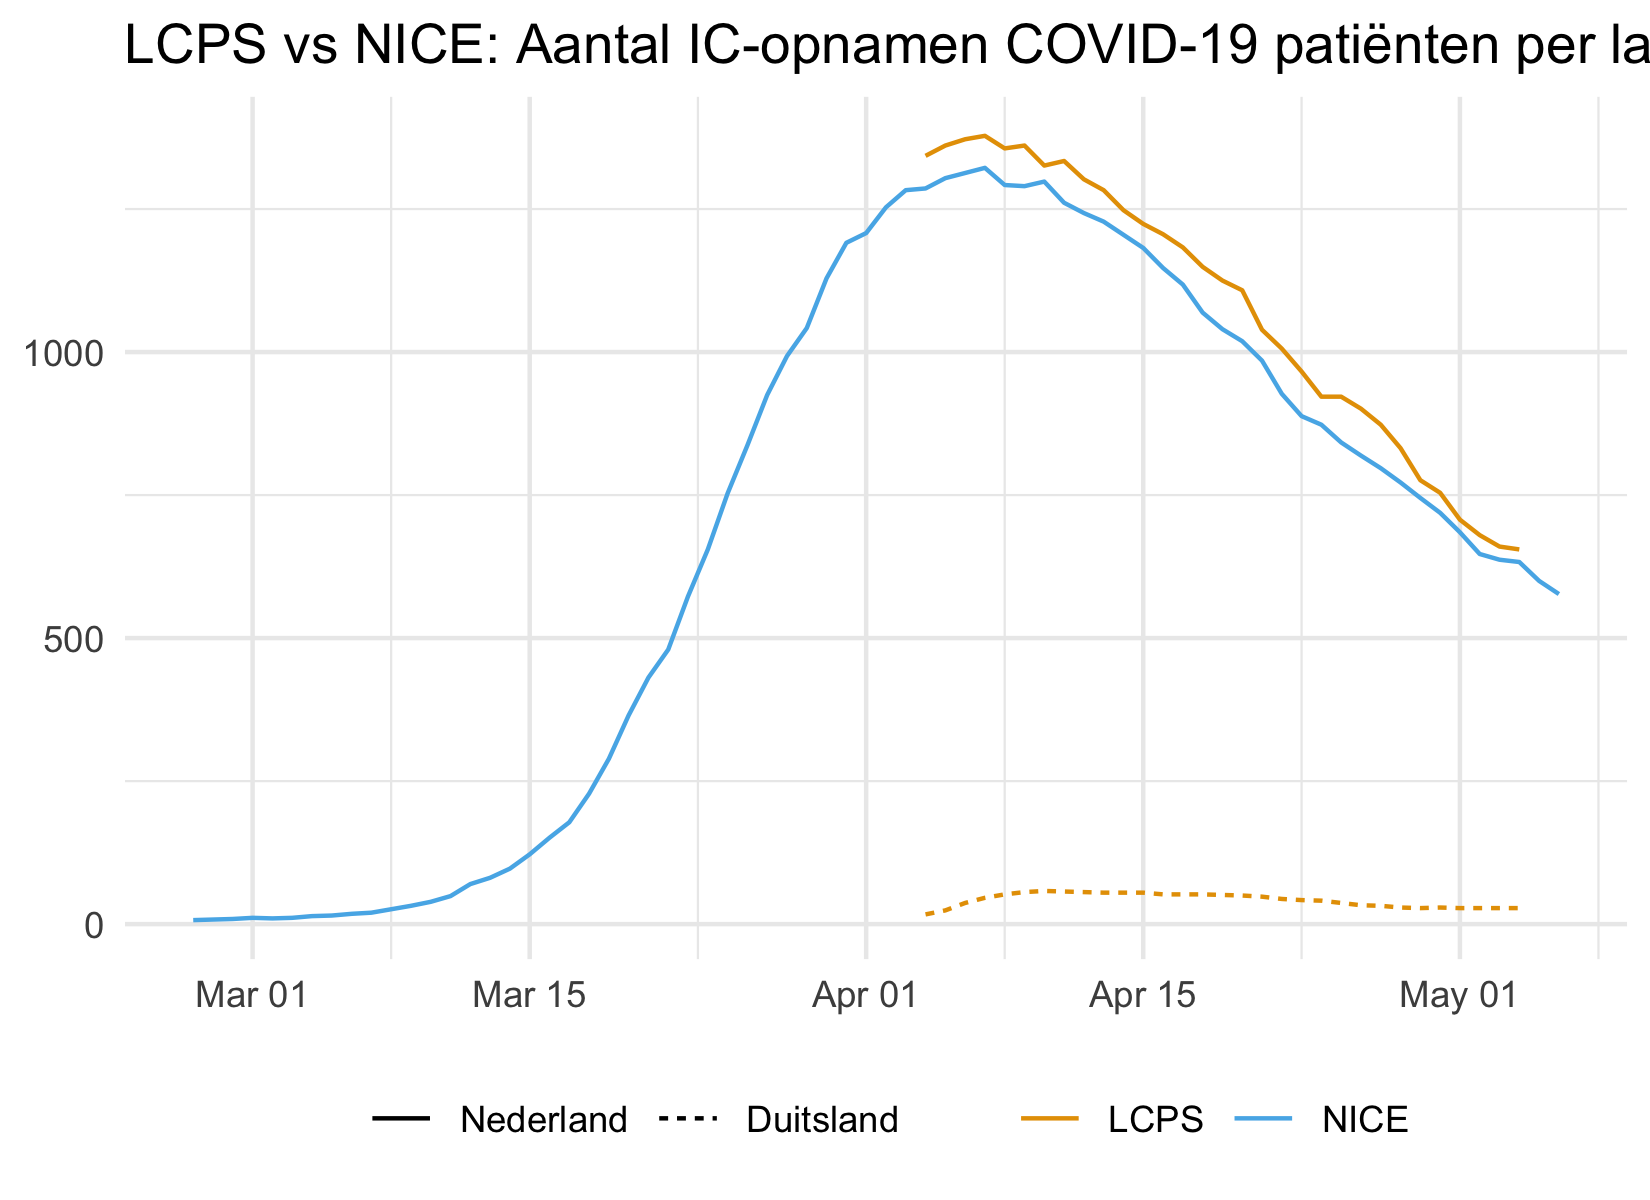 LCPS vs NICE: Aantal IC-opnamen COVID-19 patiënten per la
1000
500
0
Mar 01 Mar 15 Apr 01 Apr 15 May 01
Nederland Duitsland LCPS NICE